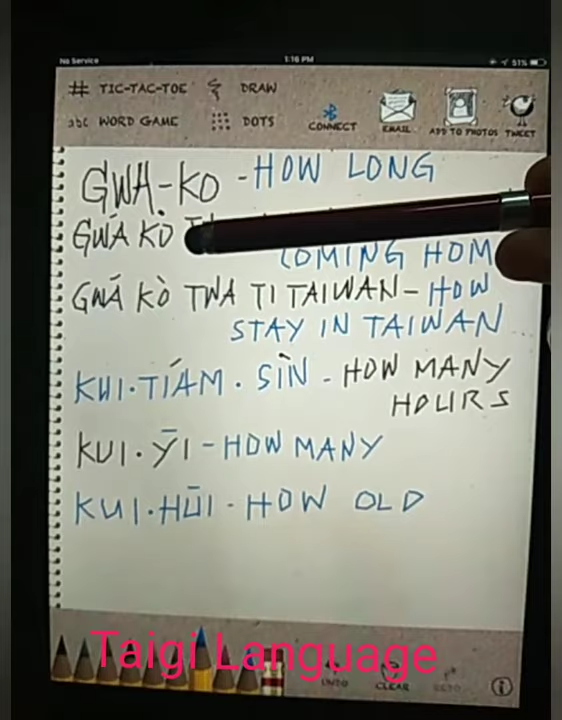 No Service 1:16 PM 51%
# TIC-TAC-TOE DRAW
abc WORD GAME DOTS
CONNECT EMAIL ADD TO PHOTOS TWEET
GWA-KO - HOW LONG
GWÁ KÒ
COMING HOM
GWÁ KÒ TWA TI TAIWAN - HOW
STAY IN TAIWAN
KUI·TIÁM·SÌN - HOW MANY
HOURS
KUI·ȲI - HOW MANY
KUI·HŪI - HOW OLD
Taigi Language
UNDO CLEAR REDO